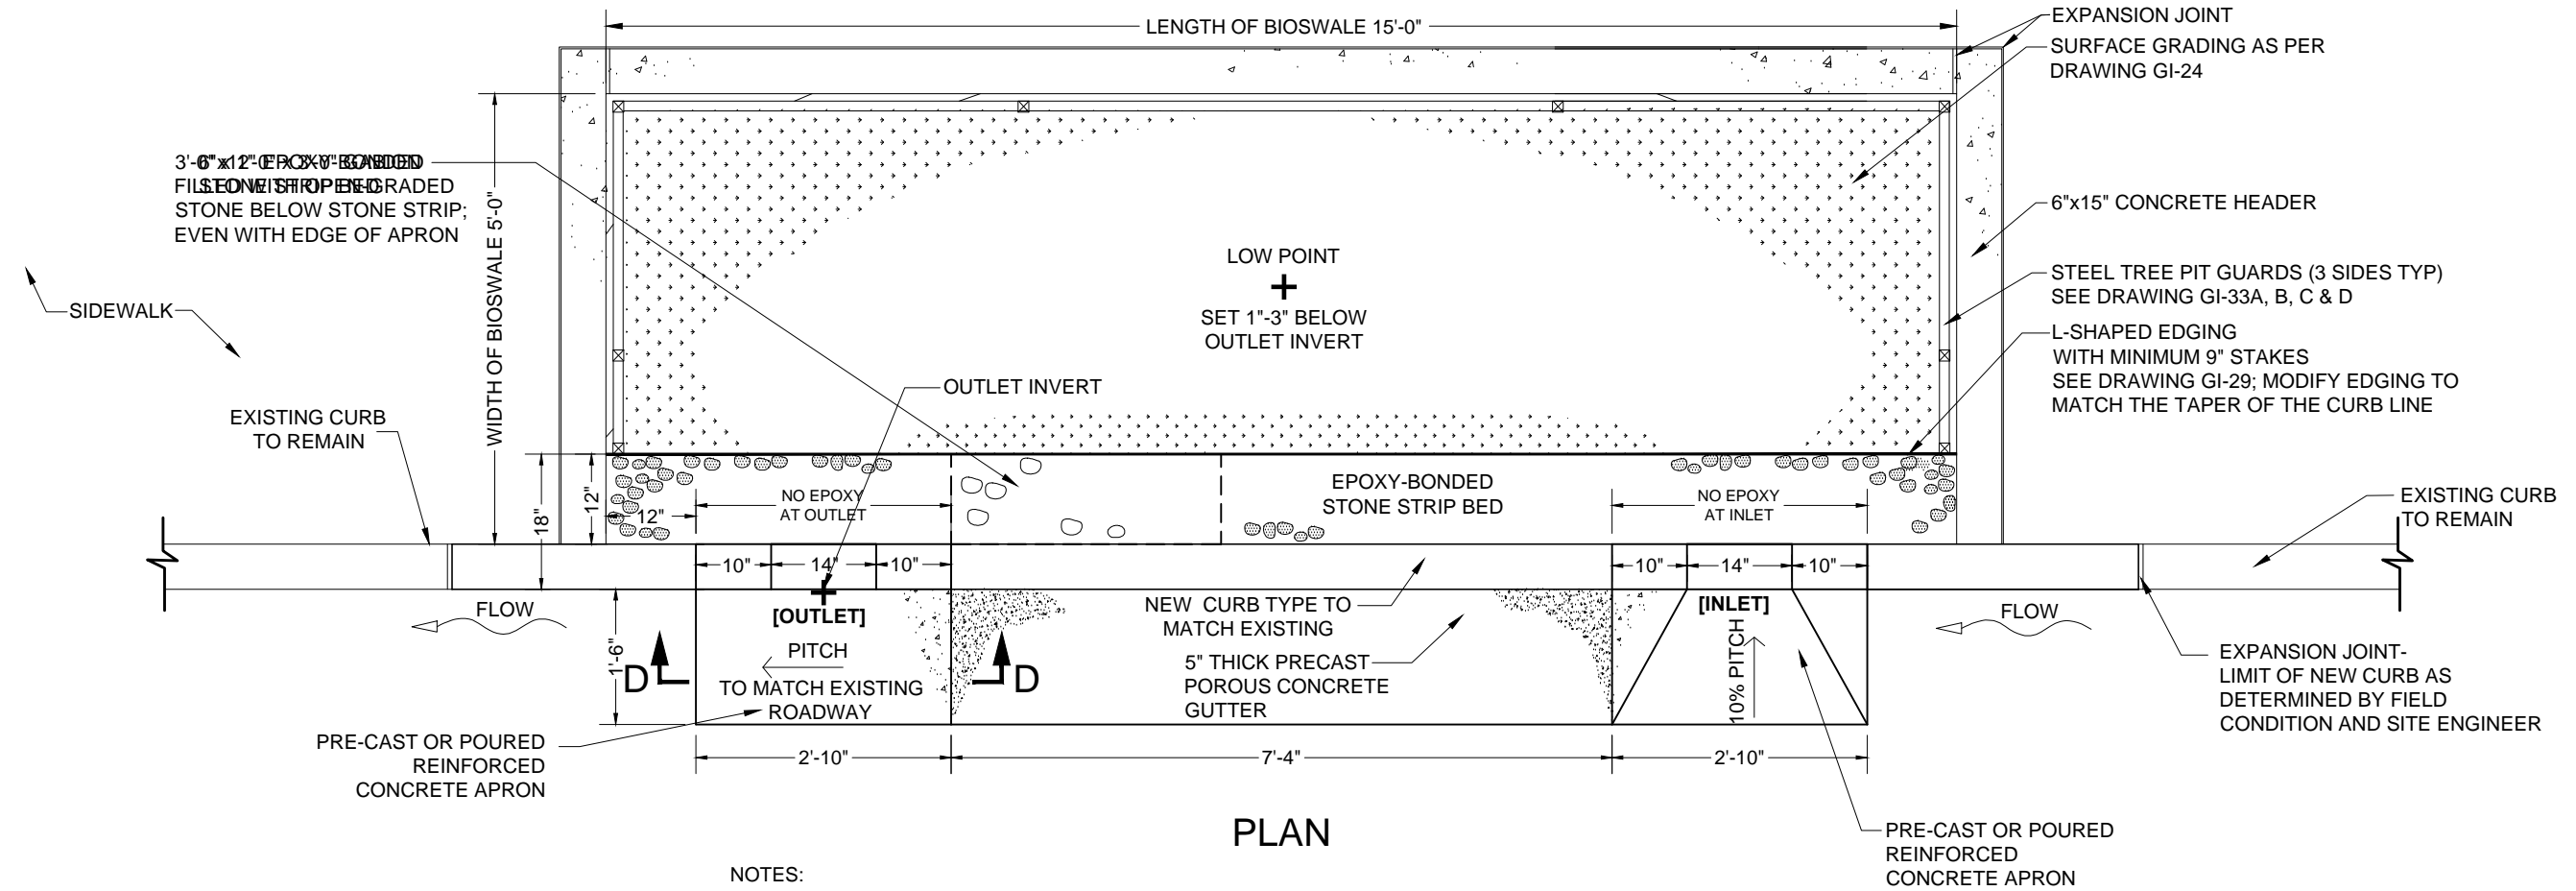 LENGTH OF BIOSWALE 15'-0"
EXPANSION JOINT
SURFACE GRADING AS PER
DRAWING GI-24
STONE BELOW STONE STRIP;
EVEN WITH EDGE OF APRON
WIDTH OF BIOSWALE 5'-0"
6"x15" CONCRETE HEADER
LOW POINT
SET 1"-3" BELOW
OUTLET INVERT
STEEL TREE PIT GUARDS (3 SIDES TYP)
SEE DRAWING GI-33A, B, C & D
SIDEWALK
L-SHAPED EDGING
WITH MINIMUM 9" STAKES
SEE DRAWING GI-29; MODIFY EDGING TO
MATCH THE TAPER OF THE CURB LINE
OUTLET INVERT
EXISTING CURB
TO REMAIN
18"
12"
12"
NO EPOXY
AT OUTLET
EPOXY-BONDED
STONE STRIP BED
NO EPOXY
AT INLET
EXISTING CURB
TO REMAIN
10"
14"
10"
10"
14"
10"
FLOW
[OUTLET]
PITCH
TO MATCH EXISTING
ROADWAY
1'-6"
D
D
NEW CURB TYPE TO
MATCH EXISTING
5" THICK PRECAST
POROUS CONCRETE
GUTTER
[INLET]
10% PITCH
FLOW
EXPANSION JOINT-
LIMIT OF NEW CURB AS
DETERMINED BY FIELD
CONDITION AND SITE ENGINEER
PRE-CAST OR POURED
REINFORCED
CONCRETE APRON
2'-10"
7'-4"
2'-10"
PLAN
PRE-CAST OR POURED
REINFORCED
CONCRETE APRON
NOTES: